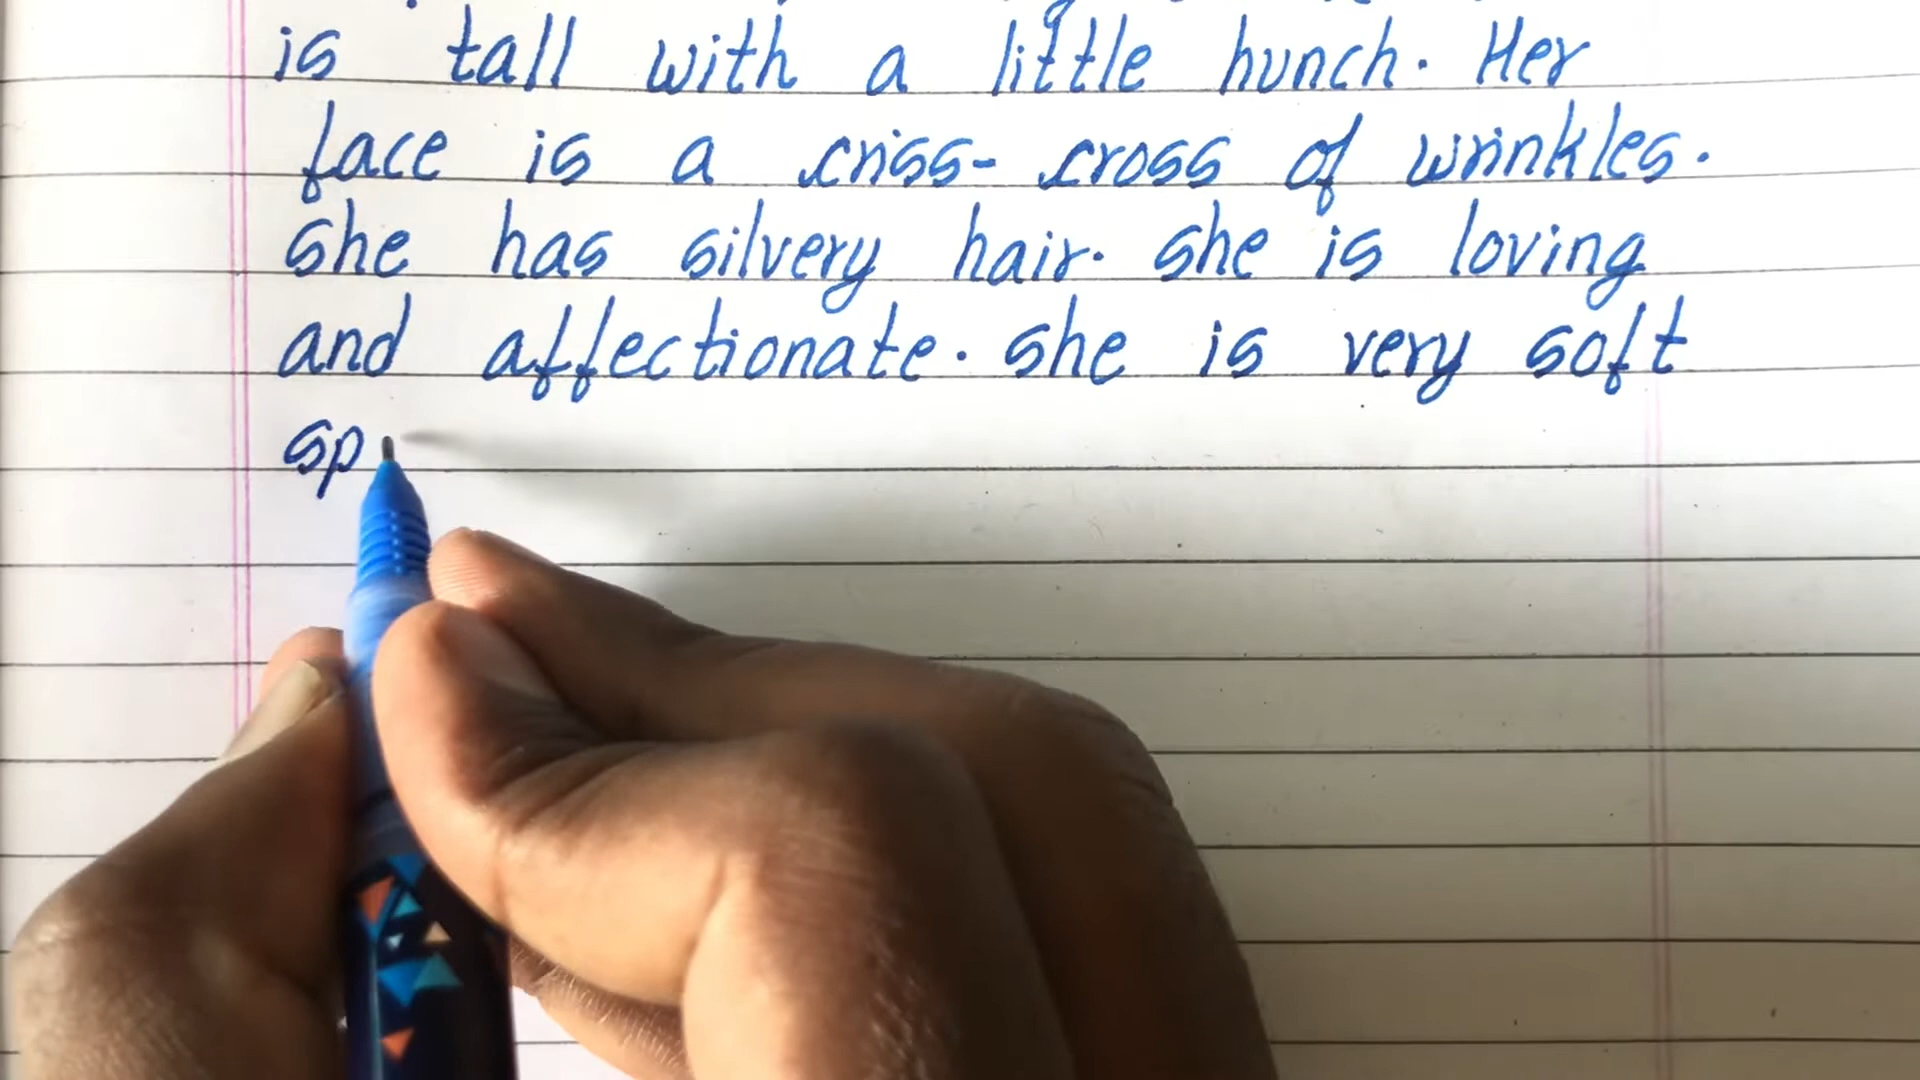 is tall with a little hunch. Her
face is a criss-cross of wrinkles.
she has silvery hair. she is loving
and affectionate. she is very soft
sp